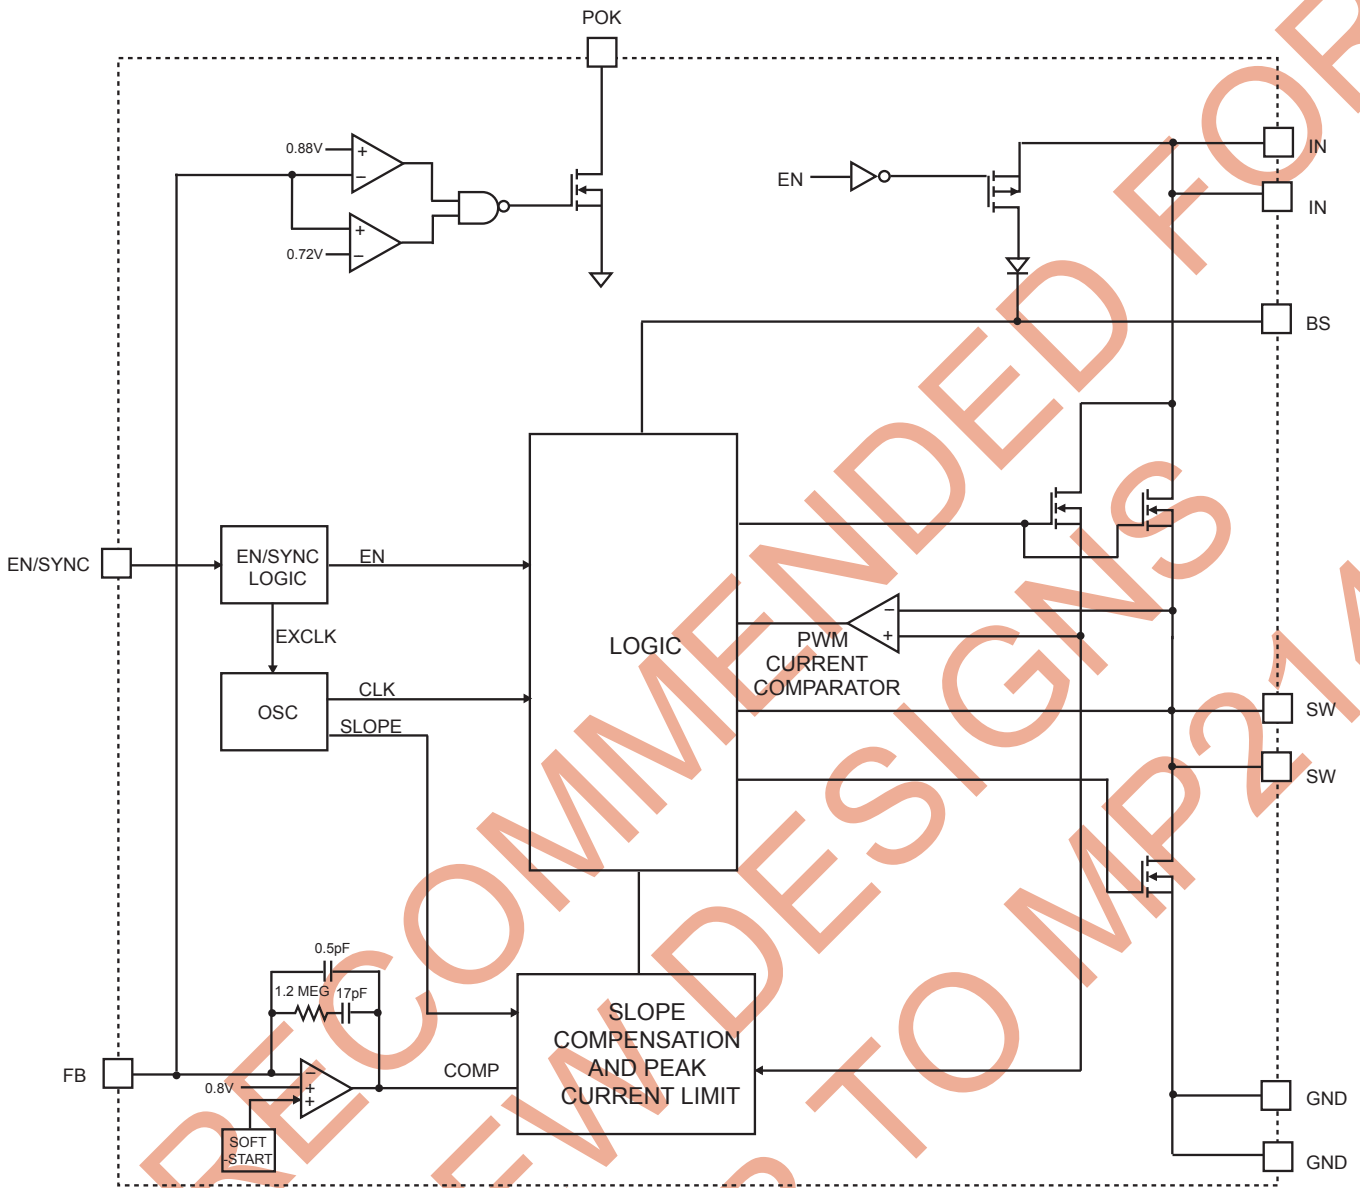 POK
0.88V
+
−
IN
EN
IN
+
0.72V
−
BS
EN/SYNC
EN/SYNC
LOGIC
EN
EXCLK
LOGIC
−
+
PWM
CURRENT
COMPARATOR
OSC
CLK
SLOPE
SW
SW
0.5pF
1.2 MEG
17pF
SLOPE
COMPENSATION
AND PEAK
CURRENT LIMIT
FB
−
0.8V
+
+
COMP
SOFT
-START
GND
GND
RECOMMENDED FOR
EW DESIGNS
R TO MP214